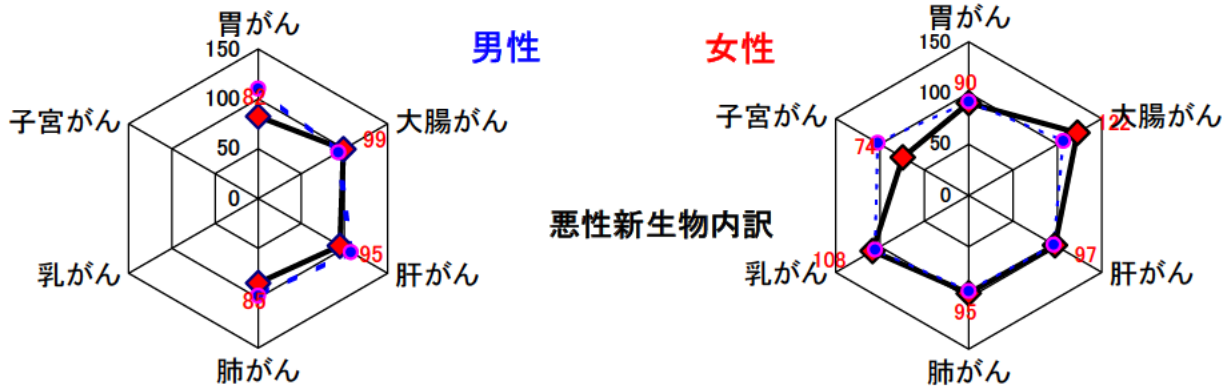 胃がん
150
100
82
50
0
大腸がん
99
肝がん
95
肺がん
乳がん
子宮がん
男性
女性
悪性新生物内訳
胃がん
150
100
90
50
0
大腸がん
122
肝がん
97
肺がん
95
乳がん
108
子宮がん
74